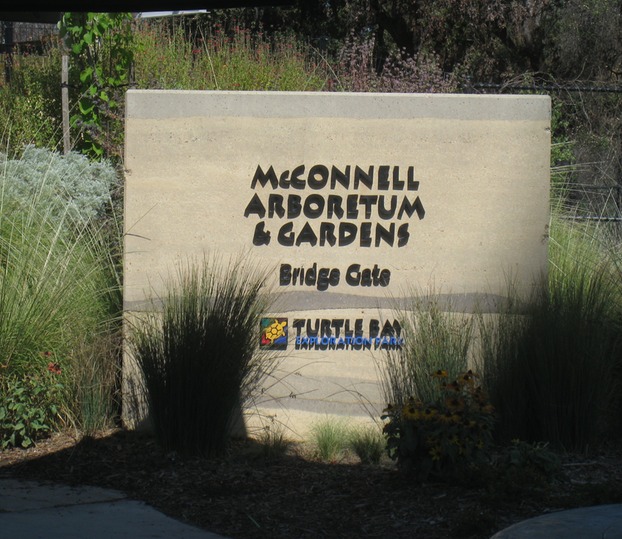 McCONNELL
ARBORETUM
& GARDENS
Bridge Gate
TURTLE BAY
EXPLORATION PARK